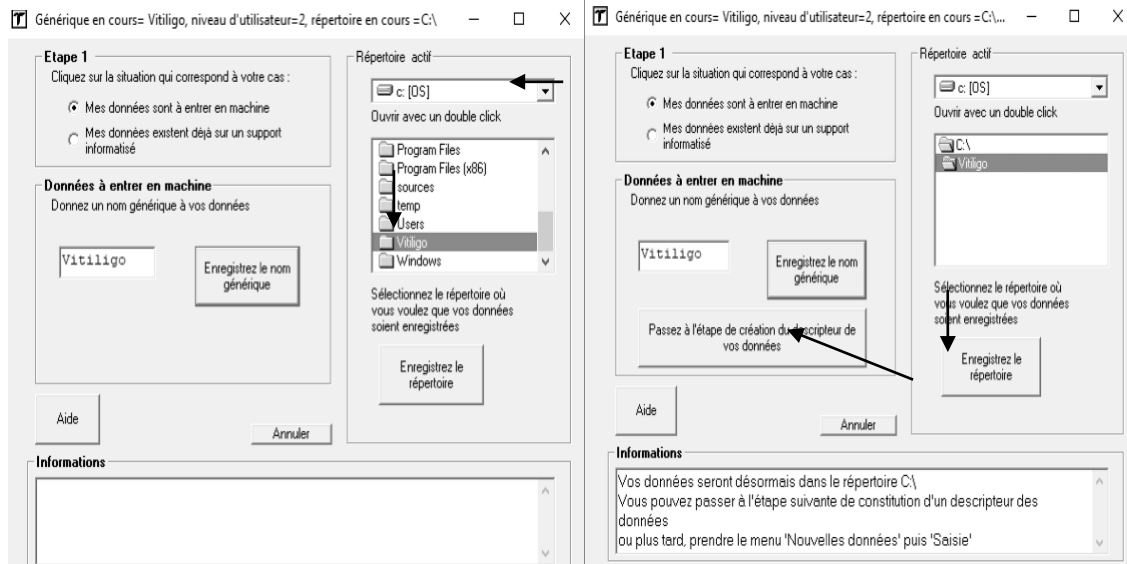 Générique en cours= Vitiligo, niveau d'utilisateur=2, répertoire en cours =C:\
Etape 1
Cliquez sur la situation qui correspond à votre cas :
Mes données sont à entrer en machine
Mes données existent déjà sur un support
informatisé
Données à entrer en machine
Donnez un nom générique à vos données
Vitiligo
Enregistrez le nom
générique
Aide
Annuler
Répertoire actif
c: [OS]
Ouvrir avec un double click
Program Files
Program Files (x86)
sources
temp
Users
Vitiligo
Windows
Sélectionnez le répertoire où
vous voulez que vos données
soient enregistrées
Enregistrez le
répertoire
Informations
Générique en cours= Vitiligo, niveau d'utilisateur=2, répertoire en cours =C:\...
Etape 1
Cliquez sur la situation qui correspond à votre cas :
Mes données sont à entrer en machine
Mes données existent déjà sur un support
informatisé
Données à entrer en machine
Donnez un nom générique à vos données
Vitiligo
Enregistrez le nom
générique
Passez à l'étape de création du descripteur de
vos données
Aide
Annuler
Répertoire actif
c: [OS]
Ouvrir avec un double click
C:\
Vitiligo
Sélectionnez le répertoire où
vous voulez que vos données
soient enregistrées
Enregistrez le
répertoire
Informations
Vos données seront désormais dans le répertoire C:\
Vous pouvez passer à l'étape suivante de constitution d'un descripteur des
données
ou plus tard, prendre le menu 'Nouvelles données' puis 'Saisie'